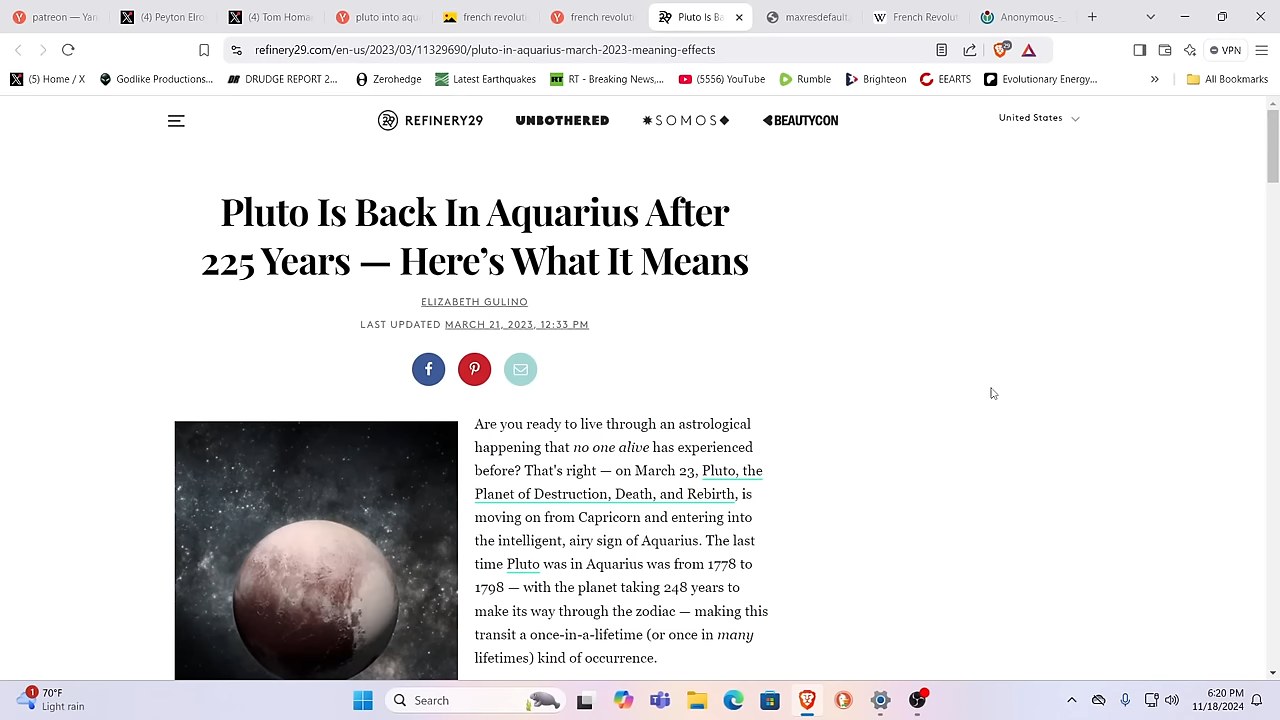 patreon — Yan
(4) Peyton Elro
(4) Tom Homa
pluto into aqu
french revoluti
french revoluti
Pluto Is Ba
maxresdefault
French Revolut
Anonymous_-
refinery29.com/en-us/2023/03/11329690/pluto-in-aquarius-march-2023-meaning-effects
VPN
(5) Home / X
Godlike Productions...
DRUDGE REPORT 2...
Zerohedge
Latest Earthquakes
RT - Breaking News,...
(5556) YouTube
Rumble
Brighteon
EEARTS
Evolutionary Energy...
»
All Bookmarks
REFINERY29
UNBOTHERED
SOMOS
BEAUTYCON
United States
Pluto Is Back In Aquarius After
225 Years — Here's What It Means
ELIZABETH GULINO
LAST UPDATED MARCH 21, 2023, 12:33 PM
Are you ready to live through an astrological
happening that no one alive has experienced
before? That's right — on March 23, Pluto, the
Planet of Destruction, Death, and Rebirth, is
moving on from Capricorn and entering into
the intelligent, airy sign of Aquarius. The last
time Pluto was in Aquarius was from 1778 to
1798 — with the planet taking 248 years to
make its way through the zodiac — making this
transit a once-in-a-lifetime (or once in many
lifetimes) kind of occurrence.
1
70°F
Light rain
Search
6:20 PM
11/18/2024